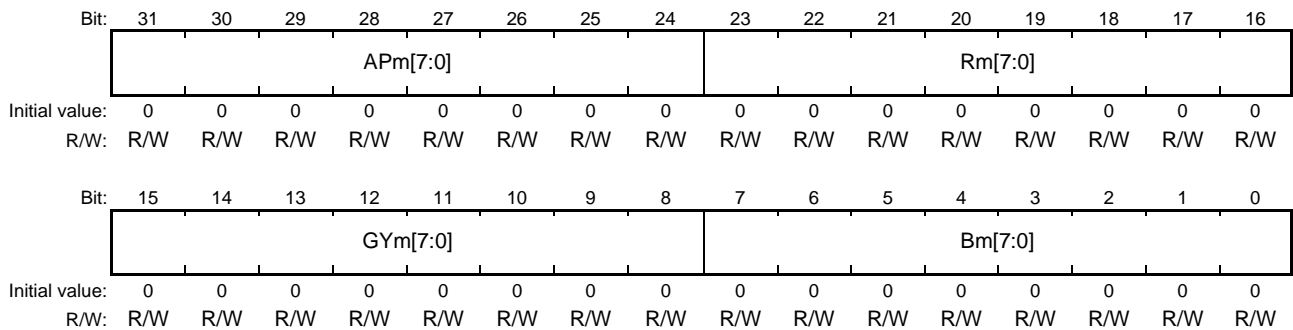 Bit: 31 30 29 28 27 26 25 24 23 22 21 20 19 18 17 16
APm[7:0] Rm[7:0]
Initial value: 0 0 0 0 0 0 0 0 0 0 0 0 0 0 0 0
R/W: R/W R/W R/W R/W R/W R/W R/W R/W R/W R/W R/W R/W R/W R/W R/W R/W
Bit: 15 14 13 12 11 10 9 8 7 6 5 4 3 2 1 0
GYm[7:0] Bm[7:0]
Initial value: 0 0 0 0 0 0 0 0 0 0 0 0 0 0 0 0
R/W: R/W R/W R/W R/W R/W R/W R/W R/W R/W R/W R/W R/W R/W R/W R/W R/W